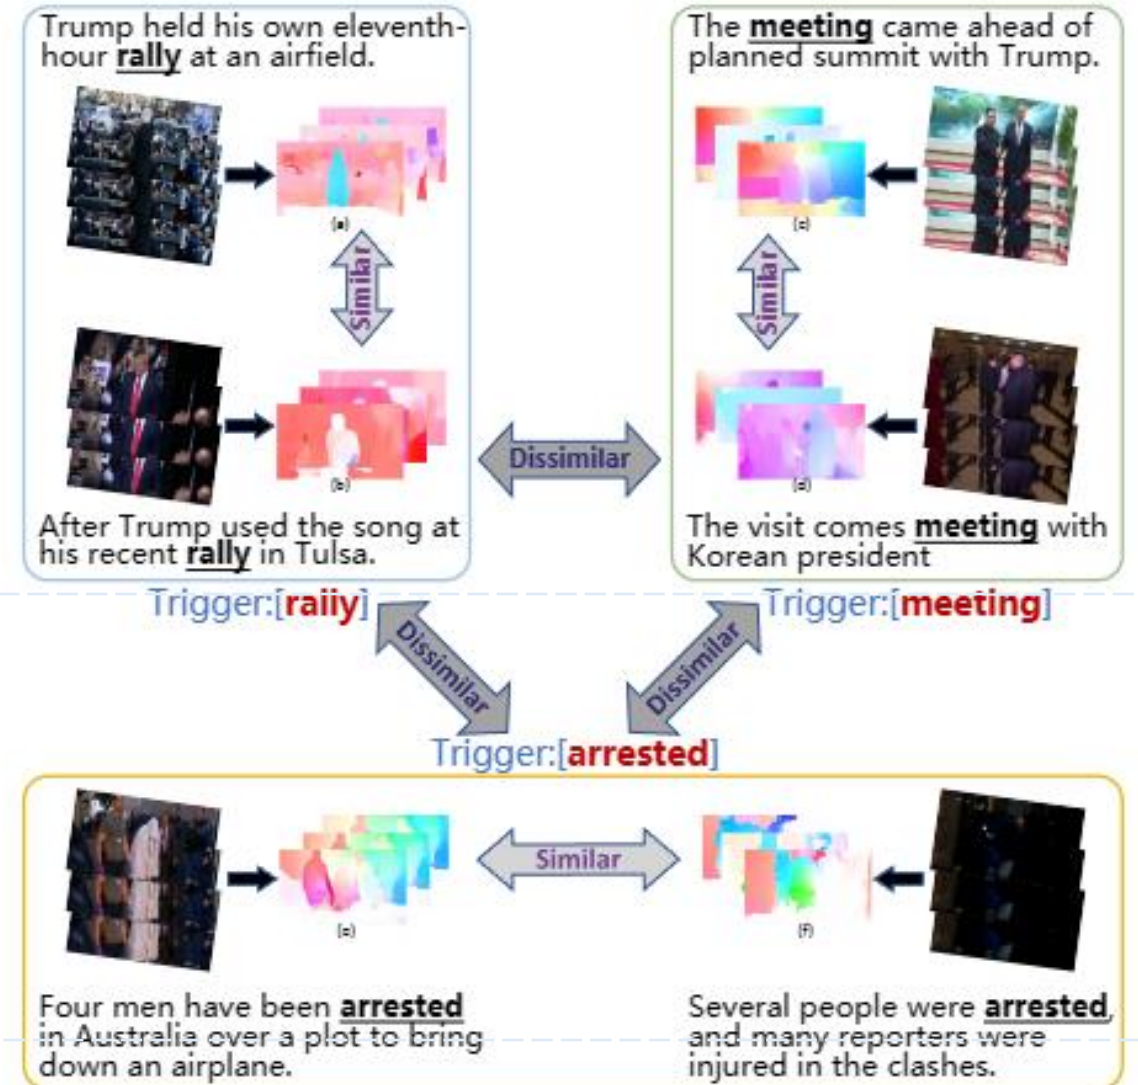 Trump held his own eleventh-
hour rally at an airfield.
The meeting came ahead of
planned summit with Trump.
(a)
(c)
Similar
Similar
(b)
(d)
Dissimilar
After Trump used the song at
his recent rally in Tulsa.
The visit comes meeting with
Korean president
Trigger:[rally]
Trigger:[meeting]
Dissimilar
Dissimilar
Trigger:[arrested]
Similar
(e)
(f)
Four men have been arrested
in Australia over a plot to bring
down an airplane.
Several people were arrested,
and many reporters were
injured in the clashes.